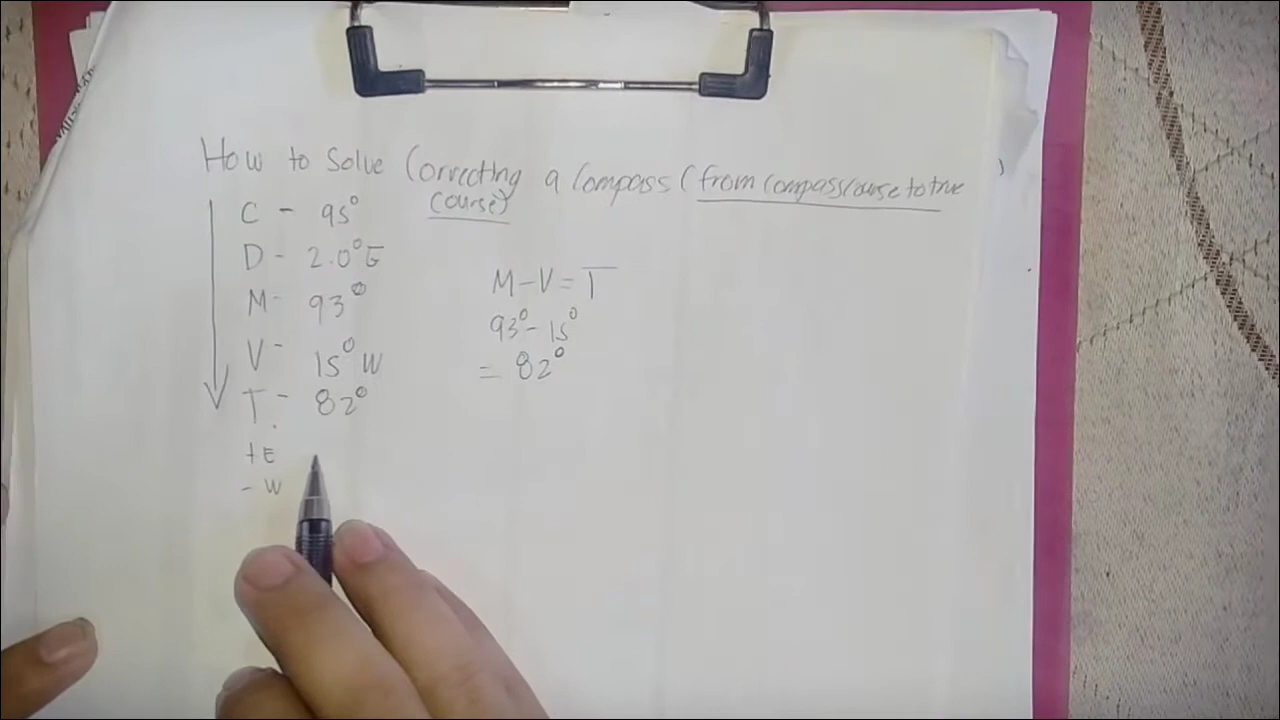 How to Solve Correcting a Compass (from compass course to true course)
)
C - 95°
D - 2.0°E
M - 93°
V - 15°W
T - 82°
+E
- W
M-V=T
93°-15°
= 82°